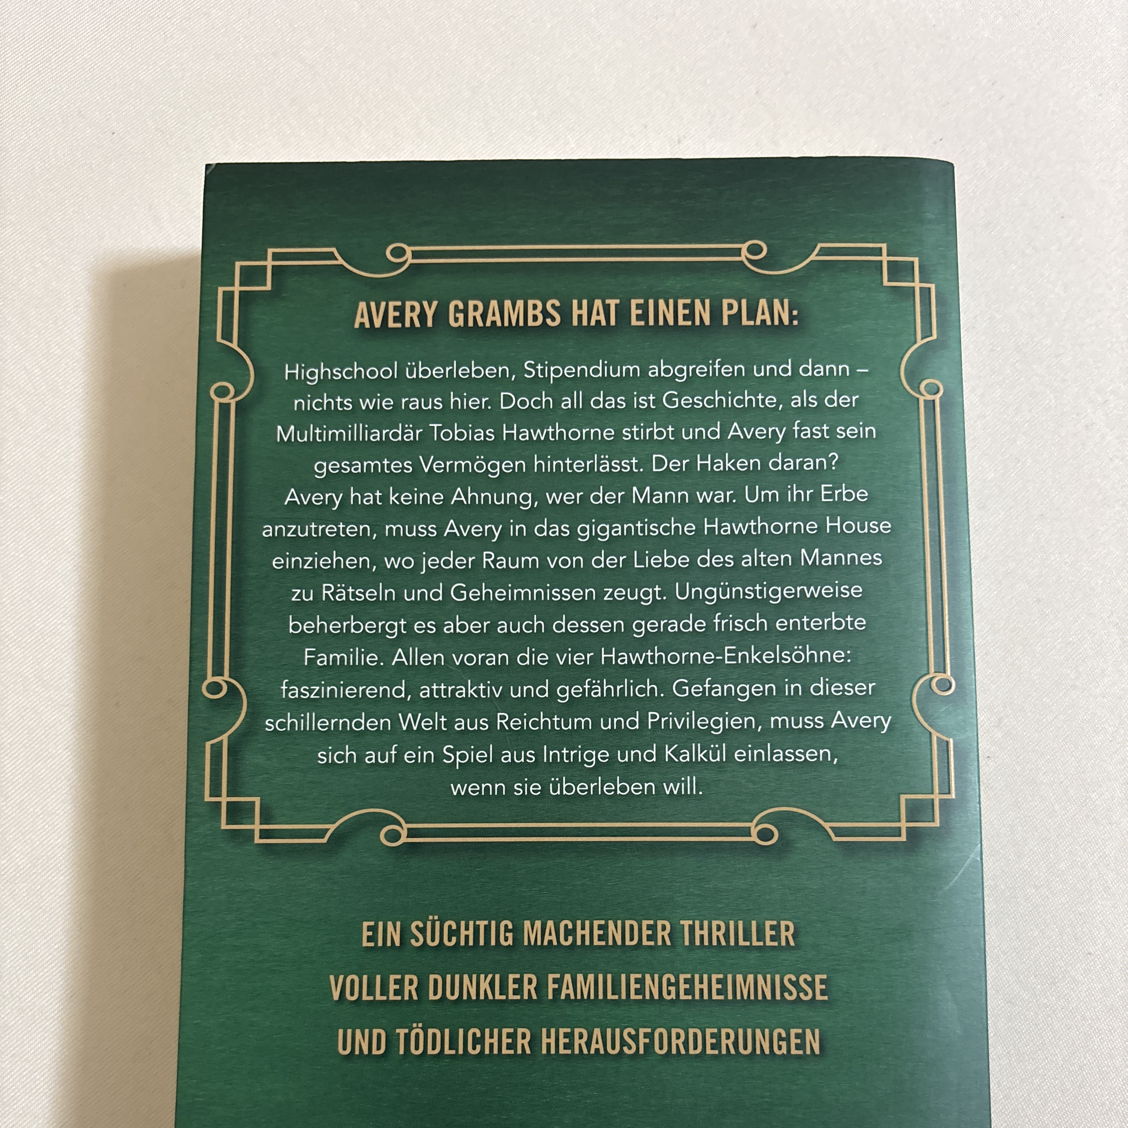 AVERY GRAMBS HAT EINEN PLAN:
Highschool überleben, Stipendium abgreifen und dann –
nichts wie raus hier. Doch all das ist Geschichte, als der
Multimilliardär Tobias Hawthorne stirbt und Avery fast sein
gesamtes Vermögen hinterlässt. Der Haken daran?
Avery hat keine Ahnung, wer der Mann war. Um ihr Erbe
anzutreten, muss Avery in das gigantische Hawthorne House
einziehen, wo jeder Raum von der Liebe des alten Mannes
zu Rätseln und Geheimnissen zeugt. Ungünstigerweise
beherbergt es aber auch dessen gerade frisch enterbte
Familie. Allen voran die vier Hawthorne-Enkelsöhne:
faszinierend, attraktiv und gefährlich. Gefangen in dieser
schillernden Welt aus Reichtum und Privilegien, muss Avery
sich auf ein Spiel aus Intrige und Kalkül einlassen,
wenn sie überleben will.
EIN SÜCHTIG MACHENDER THRILLER
VOLLER DUNKLER FAMILIENGEHEIMNISSE
UND TÖDLICHER HERAUSFORDERUNGEN